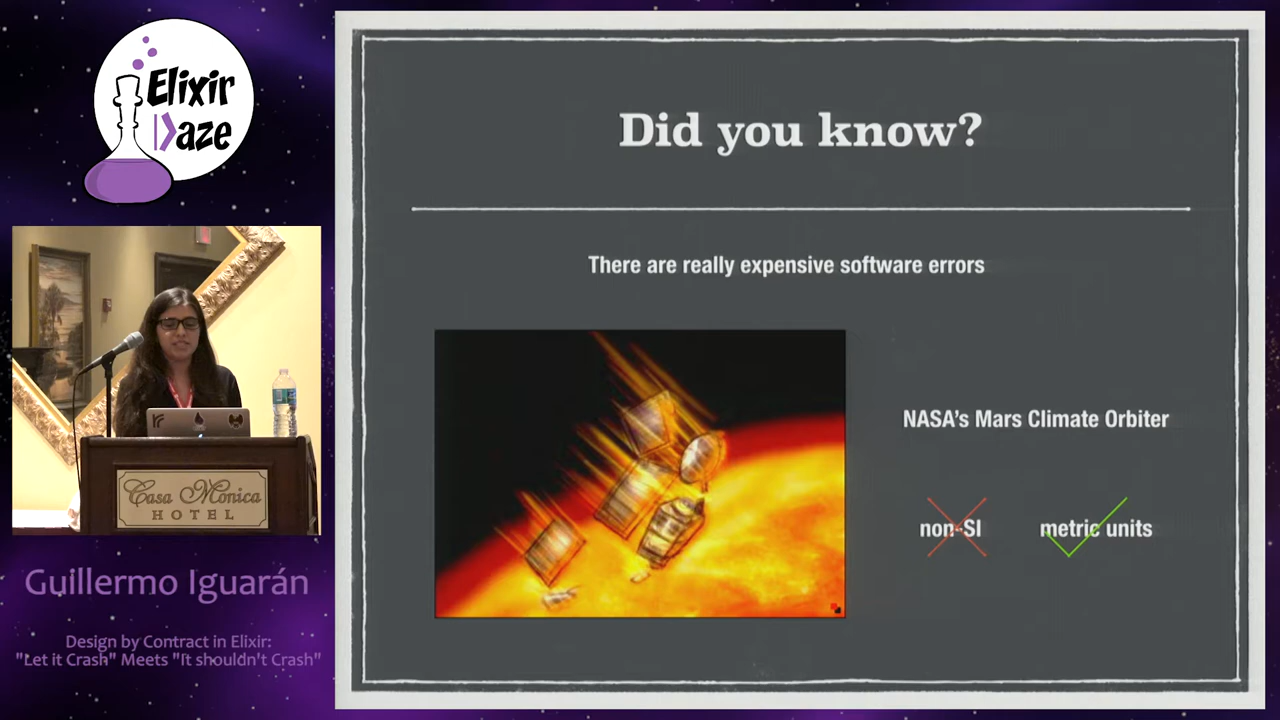 Elixir
Daze
Casa Monica
HOTEL
Guillermo Iguarán
Design by Contract in Elixir:
"Let it Crash" Meets "It shouldn't Crash"
Did you know?
There are really expensive software errors
NASA's Mars Climate Orbiter
non-SI metric units